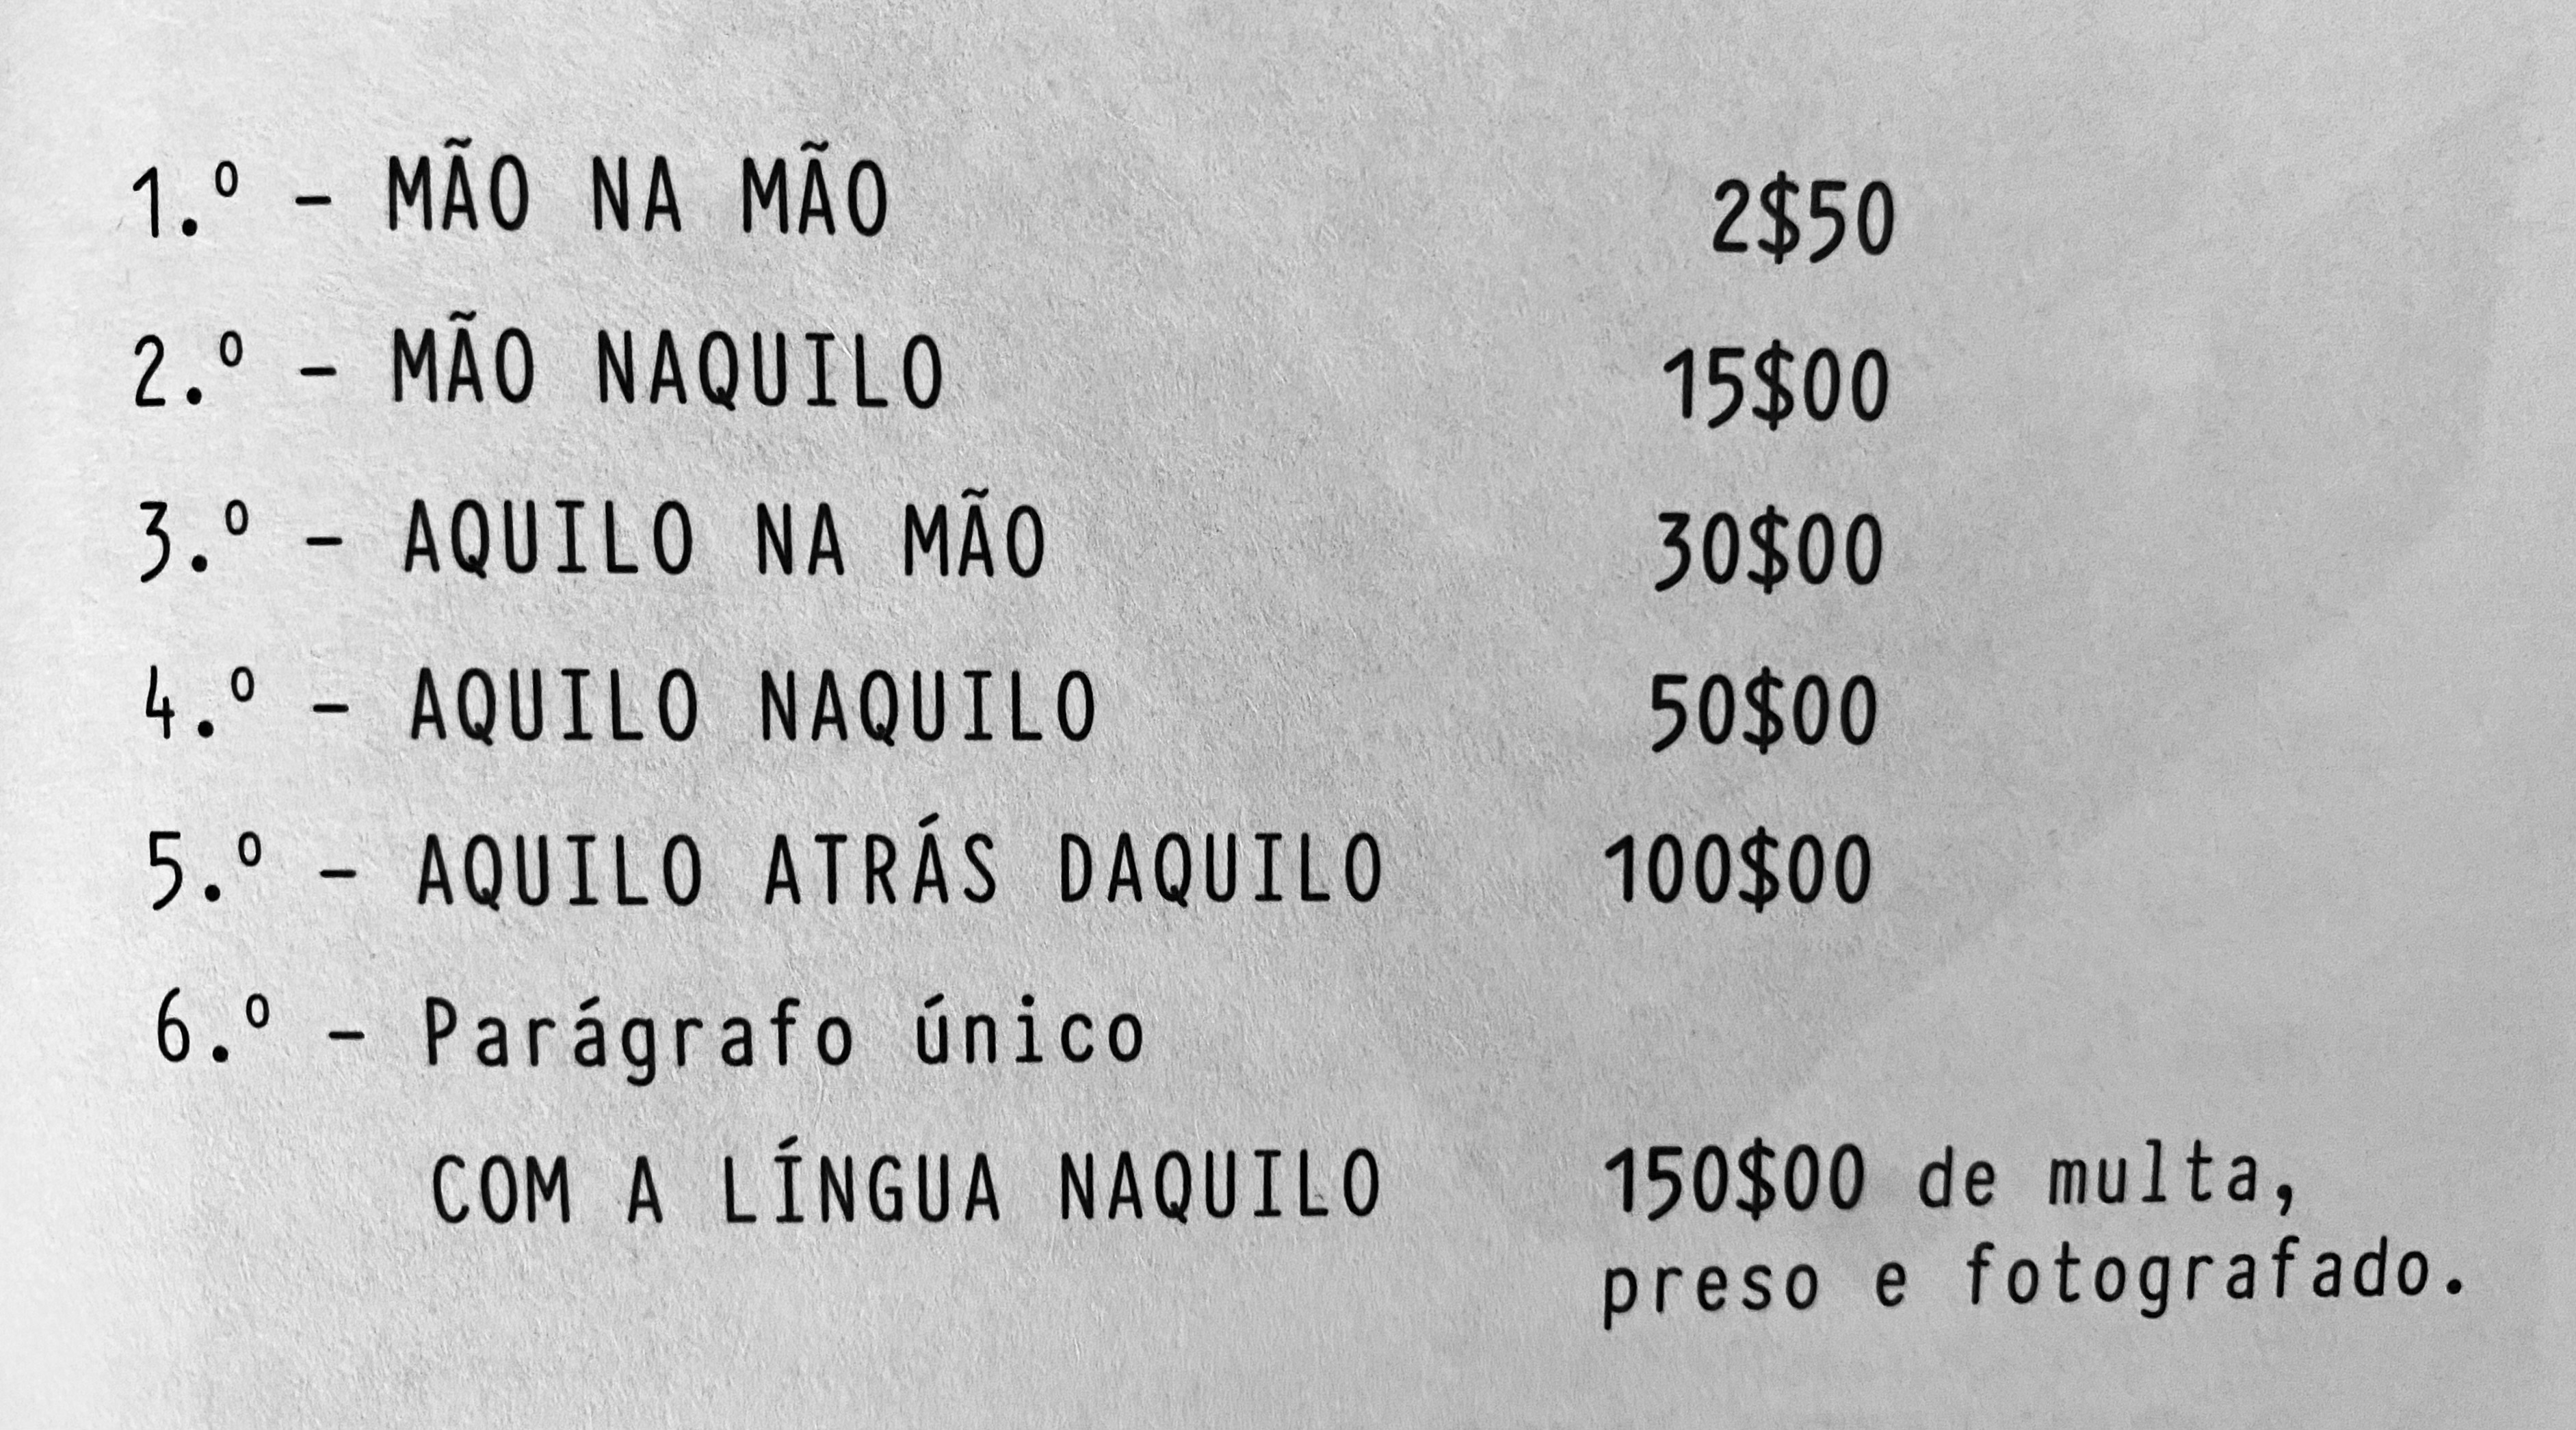 1.º - MÃO NA MÃO 2$50
2.º - MÃO NAQUILO 15$00
3.º - AQUILO NA MÃO 30$00
4.º - AQUILO NAQUILO 50$00
5.º - AQUILO ATRÁS DAQUILO 100$00
6.º - Parágrafo único
COM A LÍNGUA NAQUILO 150$00 de multa,
preso e fotografado.